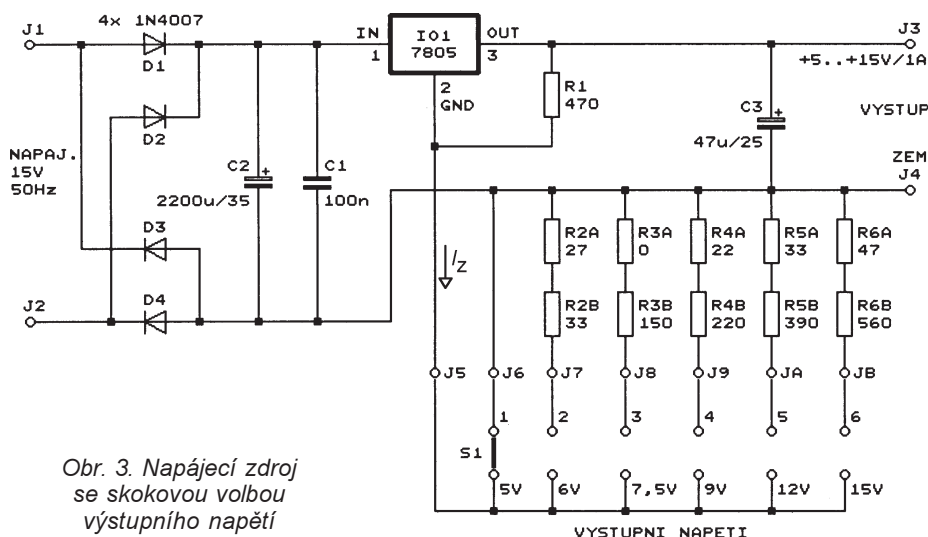 J1
4x 1N4007
D1
D2
NAPAJ.
15V
50Hz
D3
D4
J2
C2
+
2200u/35
C1
100n
IN
1
IO1
7805
OUT
3
2
GND
R1
470
C3
+
47u/25
J3
+5..+15V/1A
VYSTUP
ZEM
J4
IZ
R2A
27
R3A
0
R4A
22
R5A
33
R6A
47
R2B
33
R3B
150
R4B
220
R5B
390
R6B
560
J5
J6
J7
J8
J9
JA
JB
1
2
3
4
5
6
S1
5V
6V
7,5V
9V
12V
15V
VYSTUPNI NAPETI
Obr. 3. Napájecí zdroj
se skokovou volbou
výstupního napětí